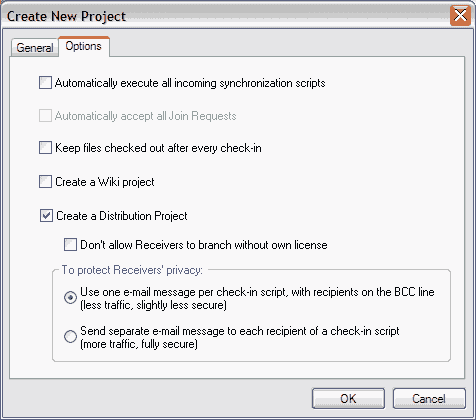 Create New Project
General
Options
Automatically execute all incoming synchronization scripts
Automatically accept all Join Requests
Keep files checked out after every check-in
Create a Wiki project
Create a Distribution Project
Don't allow Receivers to branch without own license
To protect Receivers' privacy:
Use one e-mail message per check-in script, with recipients on the BCC line
(less traffic, slightly less secure)
Send separate e-mail message to each recipient of a check-in script
(more traffic, fully secure)
OK
Cancel